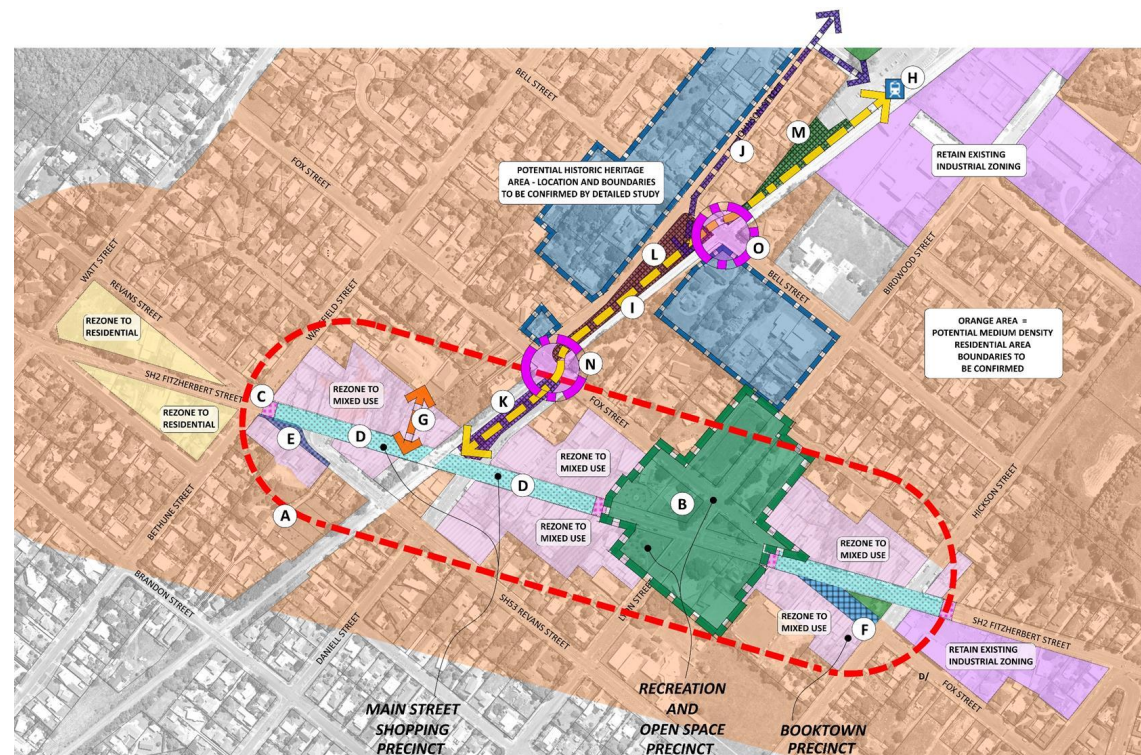 BELL STREET
H
M
JOHNSTON STREET
FOX STREET
J
RETAIN EXISTING
INDUSTRIAL ZONING
POTENTIAL HISTORIC HERITAGE
AREA - LOCATION AND BOUNDARIES
TO BE CONFIRMED BY DETAILED STUDY
O
L
BIRDWOOD STREET
WATT STREET
BELL STREET
REVANS STREET
I
WAKEFIELD STREET
REZONE TO
RESIDENTIAL
ORANGE AREA =
POTENTIAL MEDIUM DENSITY
RESIDENTIAL AREA
BOUNDARIES TO
BE CONFIRMED
N
SH2 FITZHERBERT STREET
REZONE TO
MIXED USE
K
C
FOX STREET
G
REZONE TO
RESIDENTIAL
E
D
REZONE TO
MIXED USE
HICKSON STREET
D
B
BETHUNE STREET
A
REZONE TO
MIXED USE
REZONE TO
MIXED USE
BRANDON STREET
LYON STREET
SH53 REVANS STREET
REZONE TO
MIXED USE
F
SH2 FITZHERBERT STREET
DANIELL STREET
RETAIN EXISTING
INDUSTRIAL ZONING
D/
FOX STREET
MAIN STREET
SHOPPING
PRECINCT
RECREATION
AND
OPEN SPACE
PRECINCT
BOOKTOWN
PRECINCT